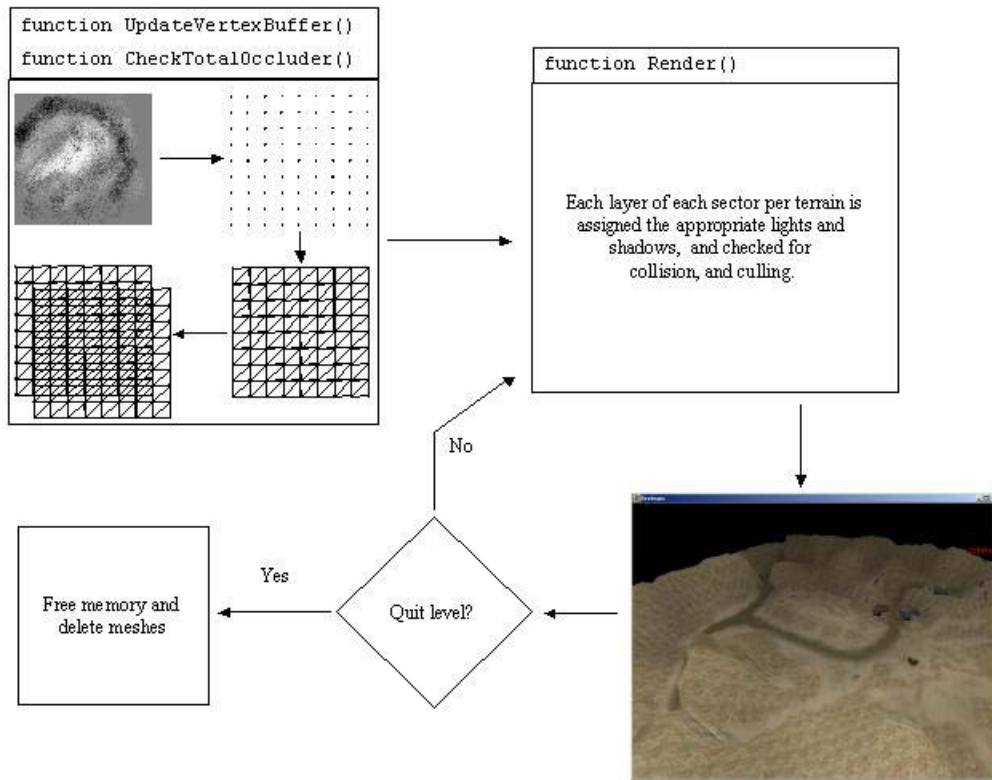 function UpdateVertexBuffer()
function CheckTotalOccluder()
function Render()
Each layer of each sector per terrain is
assigned the appropriate lights and
shadows, and checked for
collision, and culling.
No
Yes
Quit level?
Free memory and
delete meshes